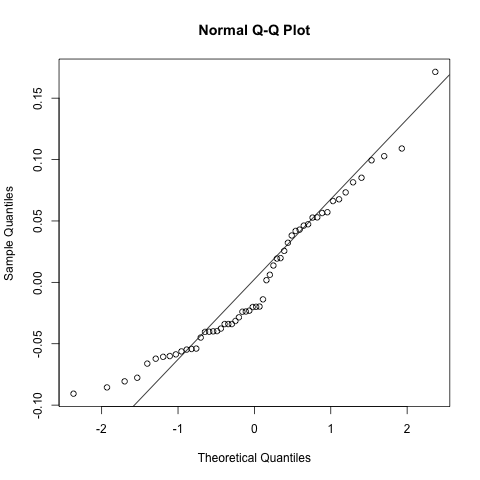 Normal Q-Q Plot
Sample Quantiles
0.15
0.10
0.05
0.00
-0.05
-0.10
-2 -1 0 1 2
Theoretical Quantiles